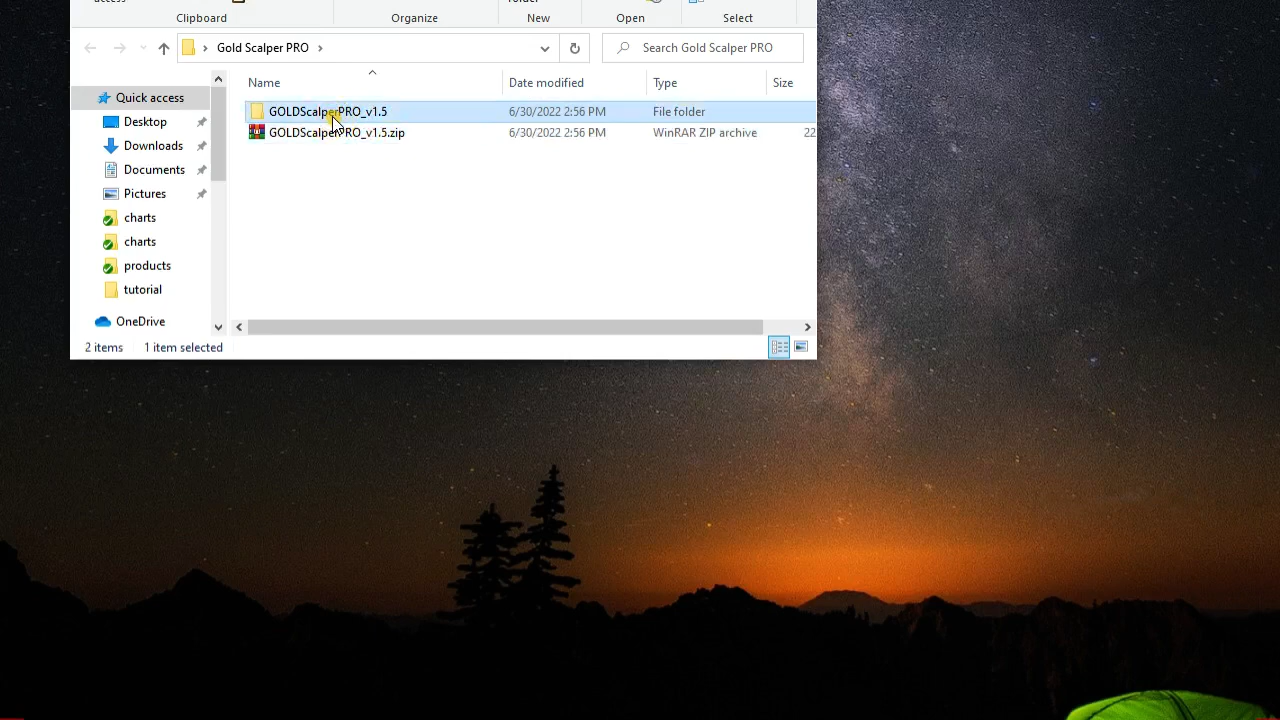 Clipboard Organize New Open Select
Gold Scalper PRO Search Gold Scalper PRO
Name Date modified Type Size
Quick access
GOLDScalperPRO_v1.5 6/30/2022 2:56 PM File folder
Desktop
GOLDScalperPRO_v1.5.zip 6/30/2022 2:56 PM WinRAR ZIP archive 22
Downloads
Documents
Pictures
charts
charts
products
tutorial
OneDrive
2 items 1 item selected